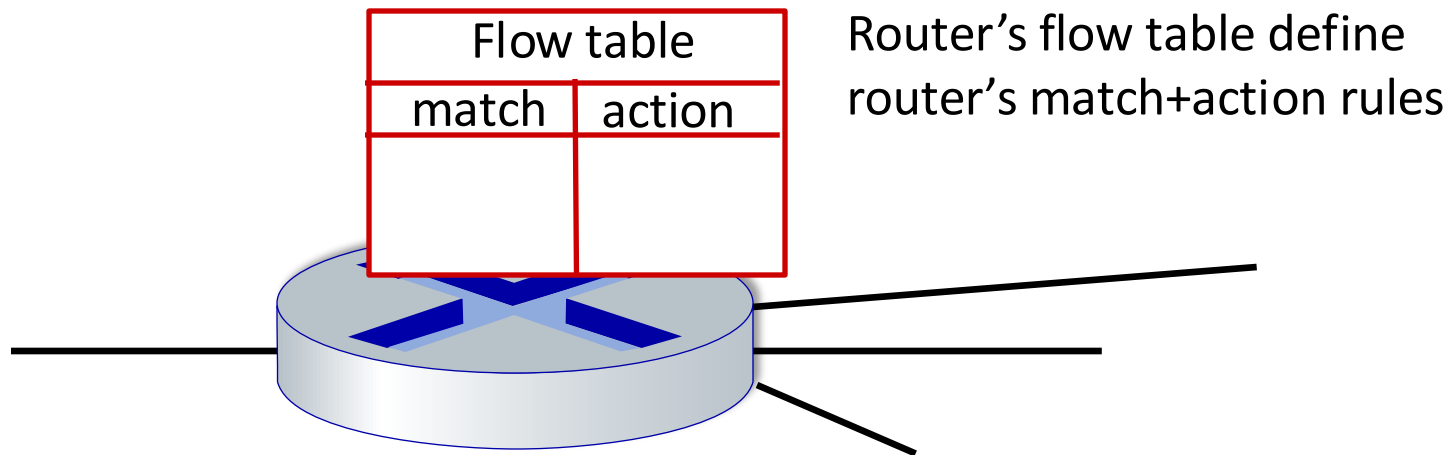 Flow table
match action
Router’s flow table define
router’s match+action rules